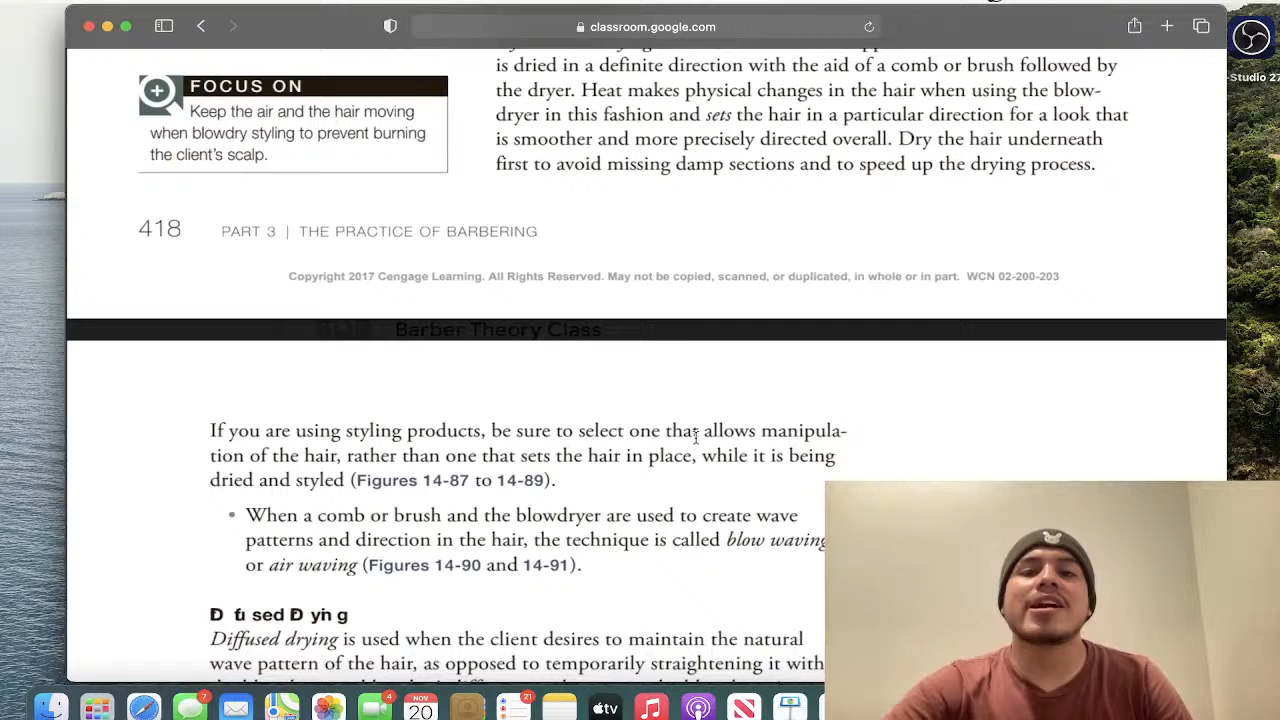 classroom.google.com
-Studio 27
FOCUS ON
Keep the air and the hair moving
when blowdry styling to prevent burning
the client's scalp.
is dried in a definite direction with the aid of a comb or brush followed by
the dryer. Heat makes physical changes in the hair when using the blow-
dryer in this fashion and sets the hair in a particular direction for a look that
is smoother and more precisely directed overall. Dry the hair underneath
first to avoid missing damp sections and to speed up the drying process.
418 PART 3 | THE PRACTICE OF BARBERING
Copyright 2017 Cengage Learning. All Rights Reserved. May not be copied, scanned, or duplicated, in whole or in part. WCN 02-200-203
Barber Theory Class
If you are using styling products, be sure to select one that allows manipula-
tion of the hair, rather than one that sets the hair in place, while it is being
dried and styled (Figures 14-87 to 14-89).
• When a comb or brush and the blowdryer are used to create wave
patterns and direction in the hair, the technique is called blow waving
or air waving (Figures 14-90 and 14-91).
Diffused drying is used when the client desires to maintain the natural
wave pattern of the hair, as opposed to temporarily straightening it with
7
4
NOV
20
21
tv